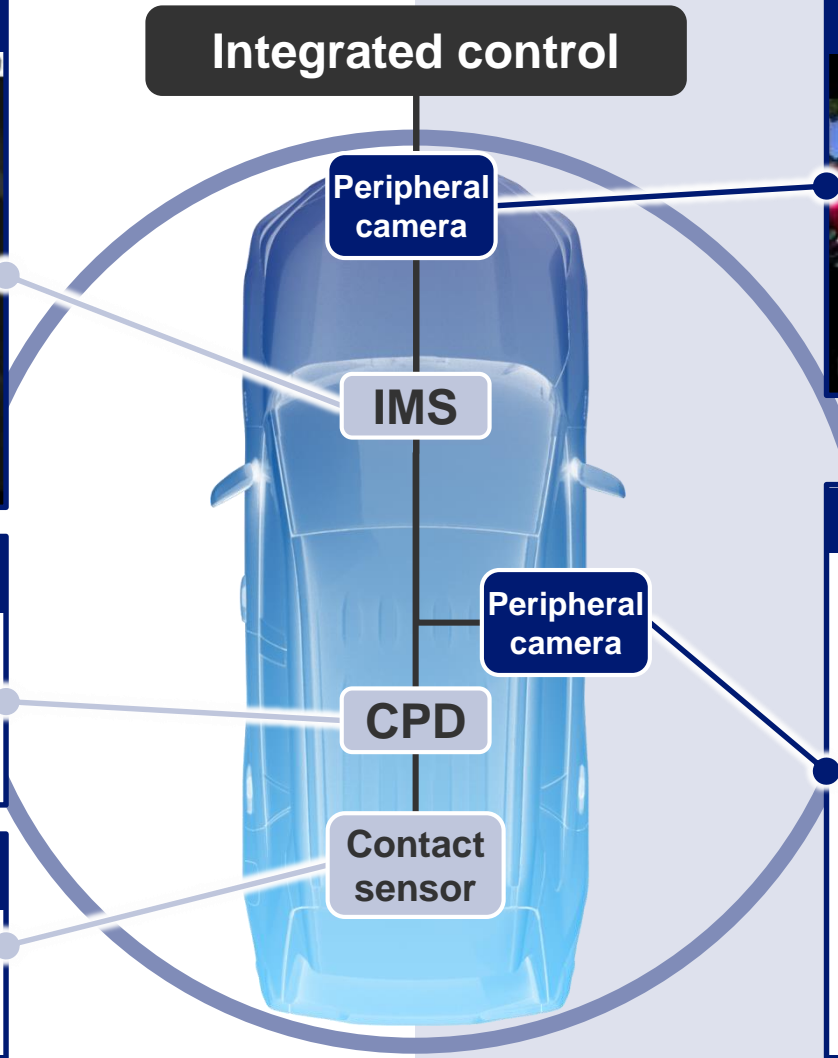 Integrated control
Peripheral
camera
IMS
Peripheral
camera
CPD
Contact
sensor